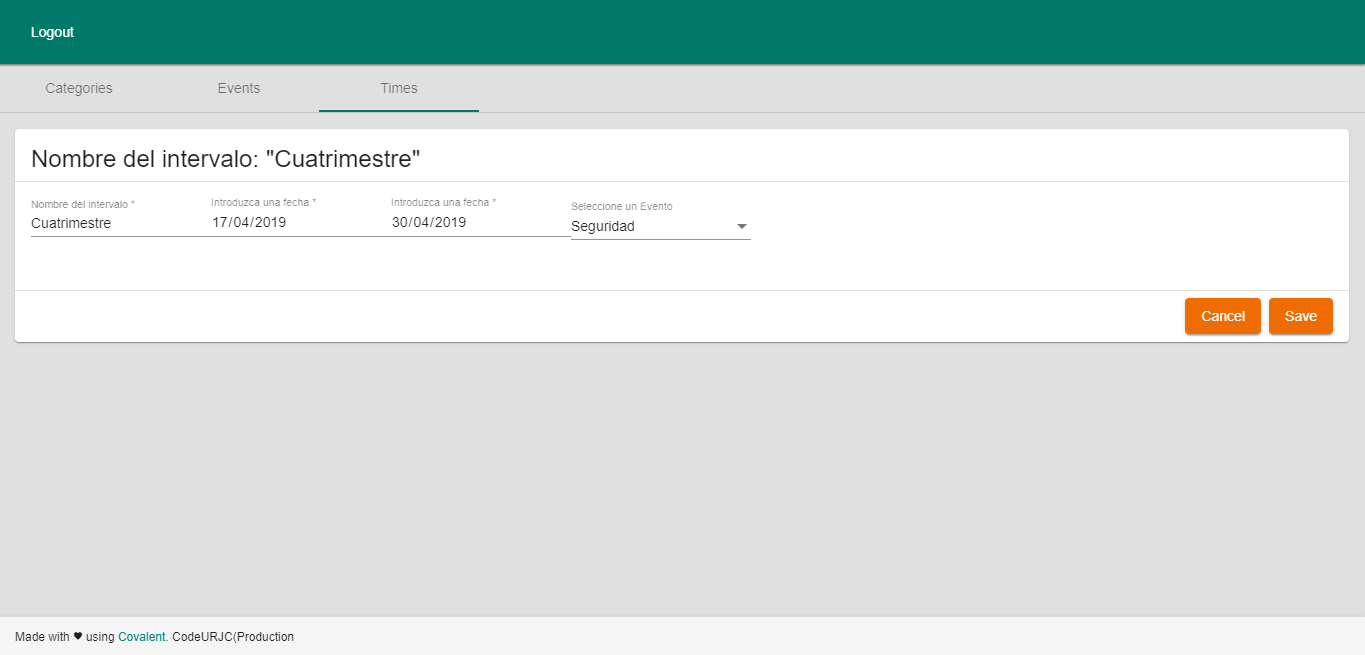 Logout
Categories Events Times
Nombre del intervalo: "Cuatrimestre"
Nombre del intervalo * Introduzca una fecha * Introduzca una fecha * Seleccione un Evento
Cuatrimestre 17/04/2019 30/04/2019 Seguridad
Cancel Save
Made with ♥ using Covalent. CodeURJC(Production